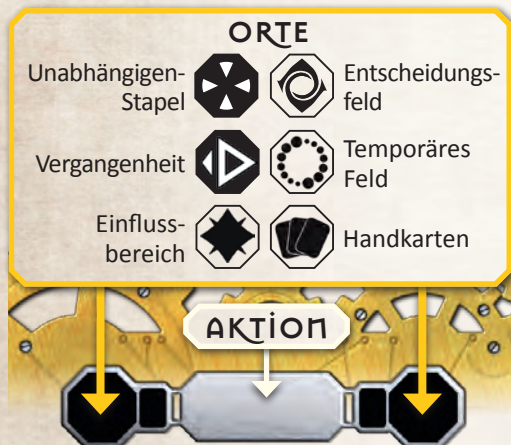 ORTE
Unabhängigen-
Stapel
Entscheidungs-
feld
Vergangenheit
Temporäres
Feld
Einfluss-
bereich
Handkarten
AKTION